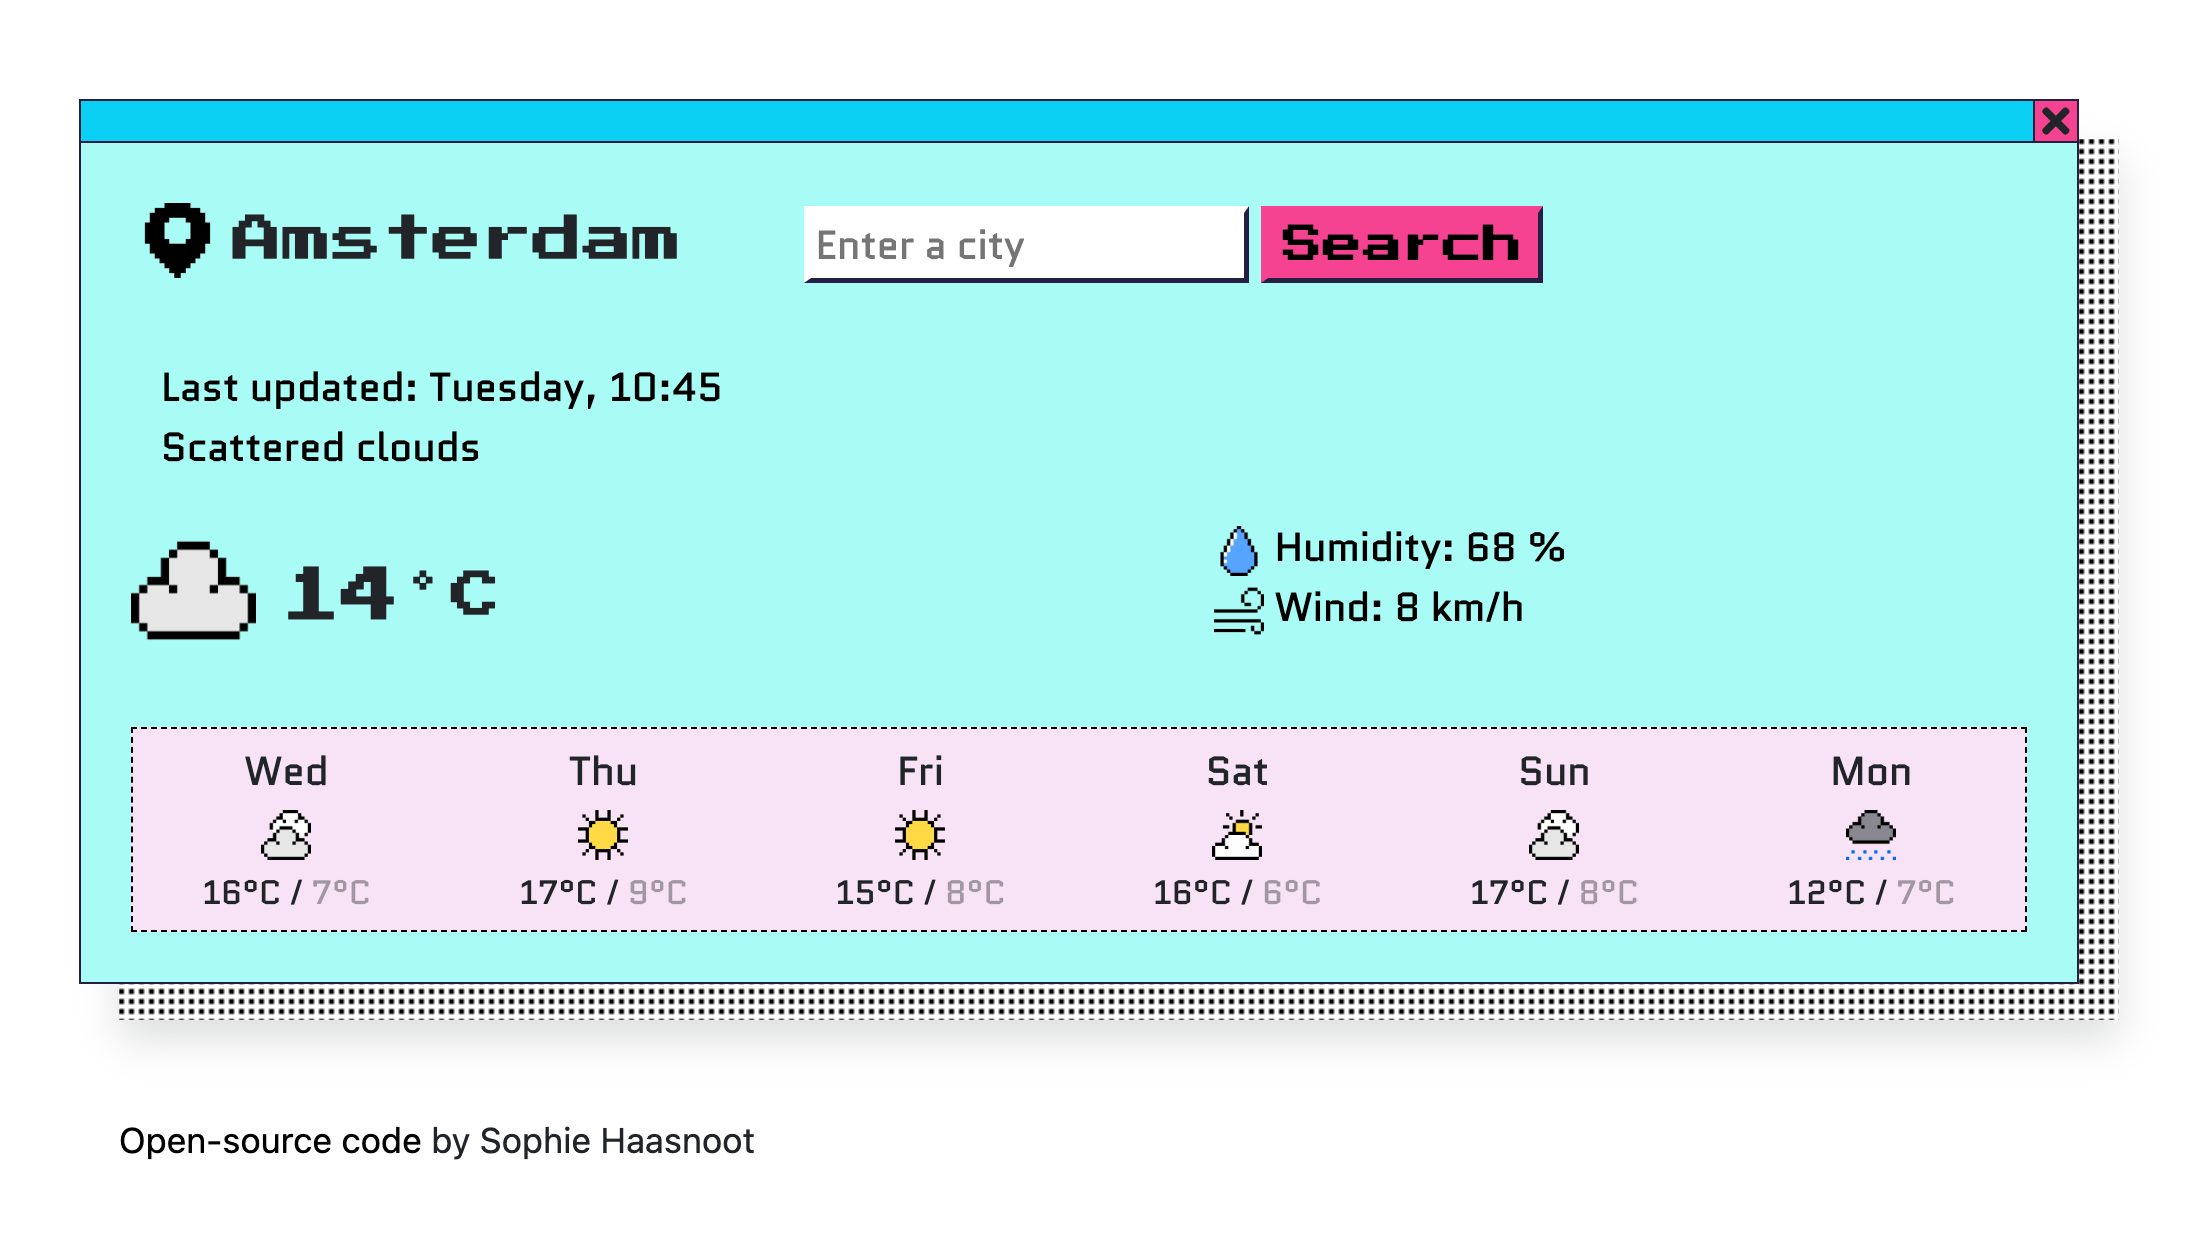 Amsterdam
Enter a city
Search
Last updated: Tuesday, 10:45
Scattered clouds
14°C
Humidity: 68 %
Wind: 8 km/h
Wed Thu Fri Sat Sun Mon
16°C / 7°C 17°C / 9°C 15°C / 8°C 16°C / 6°C 17°C / 8°C 12°C / 7°C
Open-source code by Sophie Haasnoot